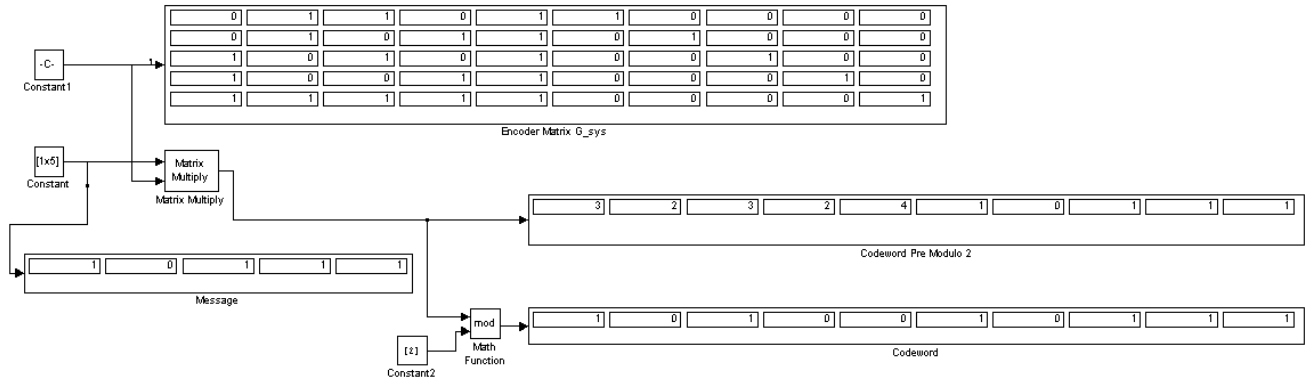 0 1 1 0 1 1 0 0 0 0
0 1 0 1 1 0 1 0 0 0
1 0 1 0 1 0 0 1 0 0
1 0 0 1 1 0 0 0 1 0
1 1 1 1 1 0 0 0 0 1
Encoder Matrix G_sys
-C-
1
Constant1
[1x5]
Constant
Matrix
Multiply
Matrix Multiply
3 2 3 2 4 1 0 1 1 1
Codeword Pre Modulo 2
1 0 1 1 1
Message
1 0 1 0 0 1 0 1 1 1
Codeword
mod
Math
Function
[2]
Constant2